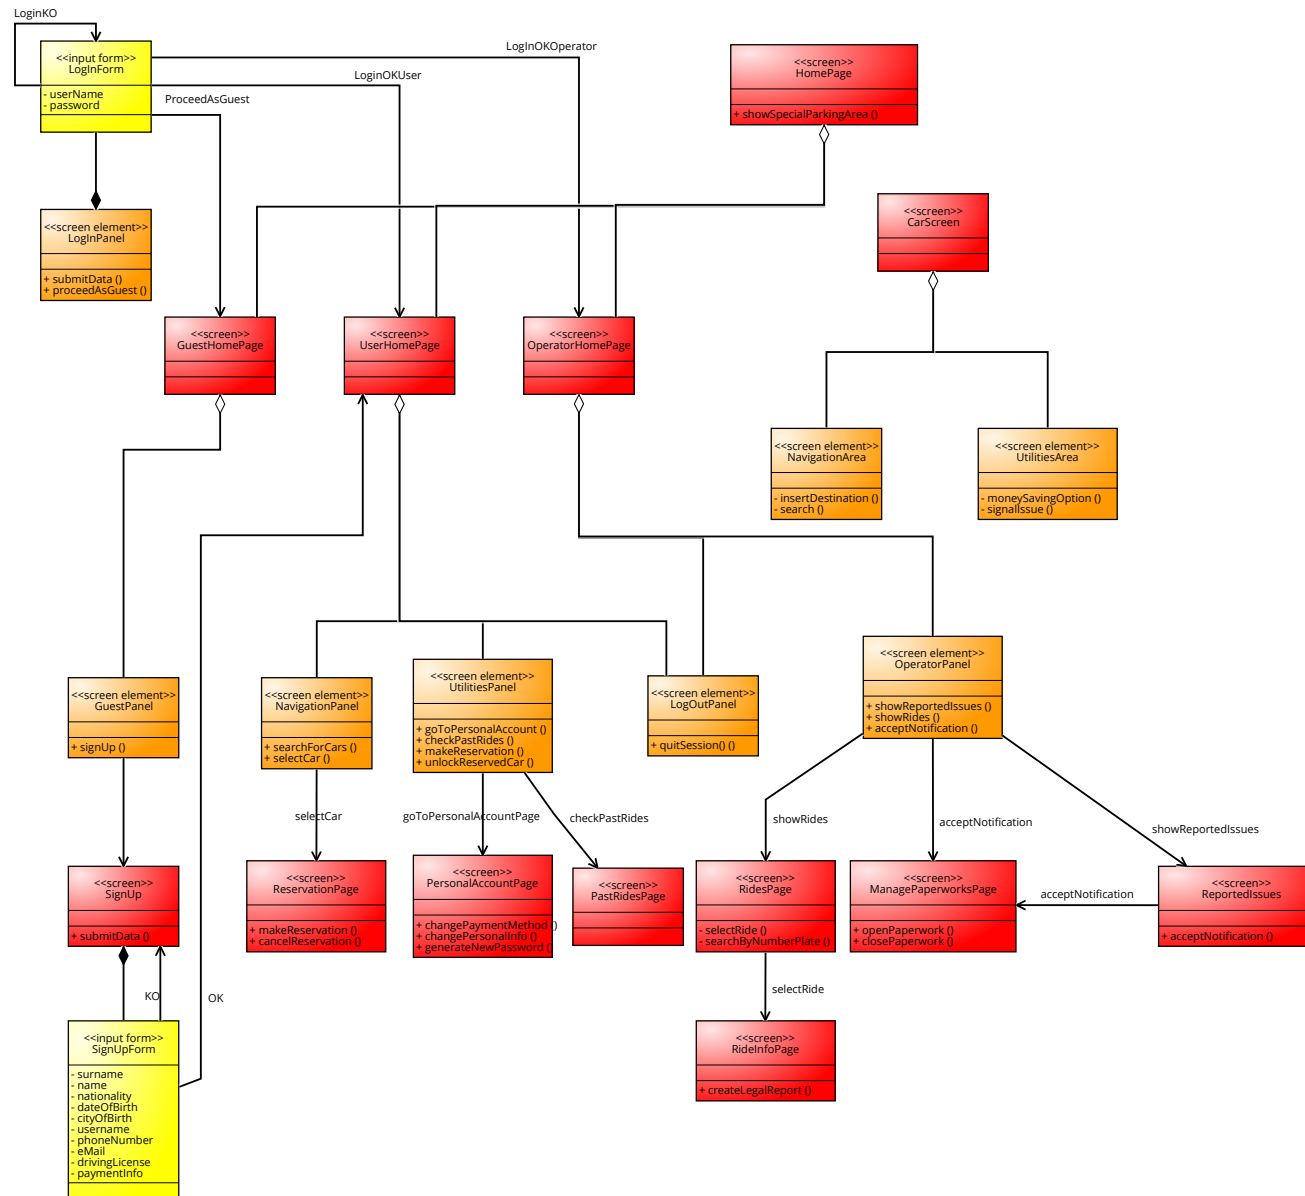 LoginKO
<<input form>>
LogInForm
- userName
- password
LogInOKOperator
LoginOKUser
ProceedAsGuest
<<screen>>
HomePage
+ showSpecialParkingArea ()
<<screen element>>
LogInPanel
+ submitData ()
+ proceedAsGuest ()
<<screen>>
CarScreen
<<screen>>
GuestHomePage
<<screen>>
UserHomePage
<<screen>>
OperatorHomePage
<<screen element>>
NavigationArea
- insertDestination ()
- search ()
<<screen element>>
UtilitiesArea
- moneySavingOption ()
- signalIssue ()
<<screen element>>
GuestPanel
+ signUp ()
<<screen element>>
NavigationPanel
+ searchForCars ()
+ selectCar ()
<<screen element>>
UtilitiesPanel
+ goToPersonalAccount ()
+ checkPastRides ()
+ makeReservation ()
+ unlockReservedCar ()
<<screen element>>
LogOutPanel
+ quitSession() ()
<<screen element>>
OperatorPanel
+ showReportedIssues ()
+ showRides ()
+ acceptNotification ()
selectCar
goToPersonalAccountPage
checkPastRides
showRides
acceptNotification
showReportedIssues
<<screen>>
SignUp
+ submitData ()
<<screen>>
ReservationPage
+ makeReservation ()
+ cancelReservation ()
<<screen>>
PersonalAccountPage
+ changePaymentMethod ()
+ changePersonalInfo ()
+ generateNewPassword ()
<<screen>>
PastRidesPage
<<screen>>
RidesPage
- selectRide ()
- searchByNumberPlate ()
<<screen>>
ManagePaperworksPage
+ openPaperwork ()
+ closePaperwork ()
acceptNotification
<<screen>>
ReportedIssues
+ acceptNotification ()
KO
OK
selectRide
<<input form>>
SignUpForm
- surname
- name
- nationality
- dateOfBirth
- cityOfBirth
- username
- phoneNumber
- eMail
- drivingLicense
- paymentInfo
<<screen>>
RideInfoPage
+ createLegalReport ()